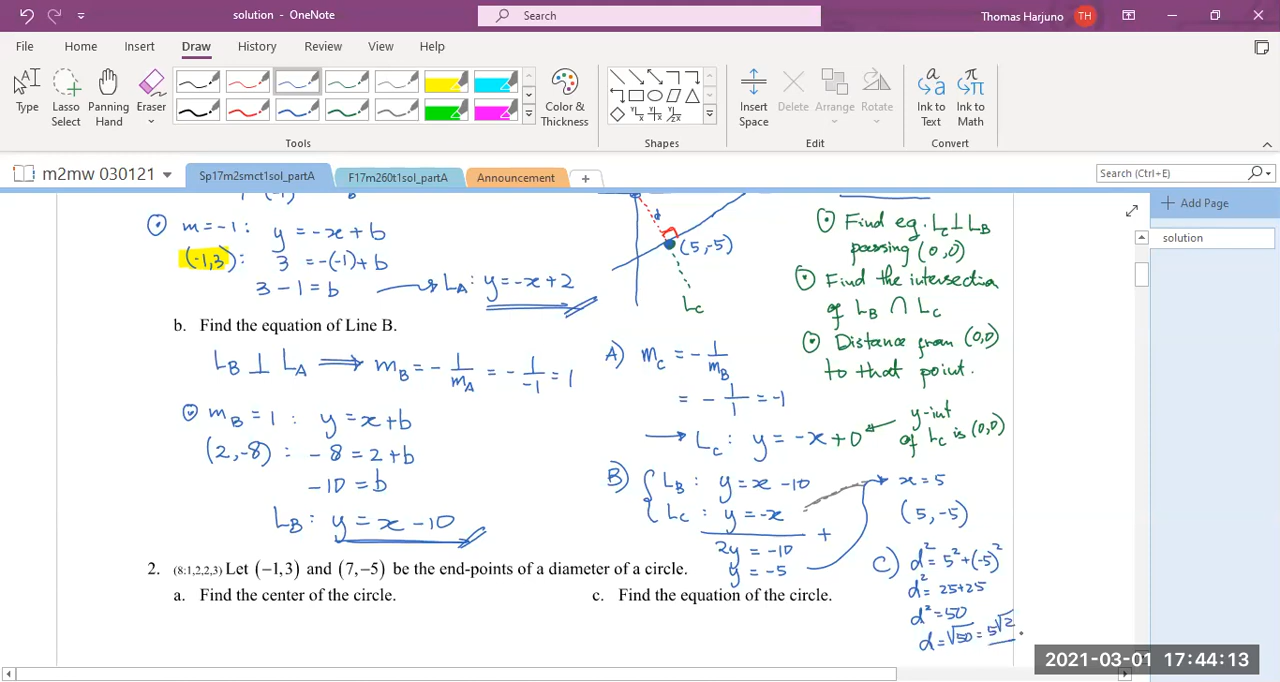 solution - OneNote
Search
Thomas Harjuno TH
File Home Insert Draw History Review View Help
Type Lasso Select Panning Hand Eraser Color & Thickness Insert Space Delete Arrange Rotate Ink to Text Ink to Math
Tools Shapes Edit Convert
m2mw 030121 Sp17m2smct1sol_partA F17m260t1sol_partA Announcement
Search (Ctrl+E)
Add Page
solution
m = -1 : y = -x + b
(-1,3) : 3 = -(-1) + b
3 - 1 = b → LA : y = -x + 2
b. Find the equation of Line B.
LB ⊥ LA ⟹ mB = - 1/mA = - 1/-1 = 1
mB = 1 : y = x + b
(2,-8) : -8 = 2 + b
-10 = b
LB : y = x - 10
d
(5,-5)
Lc
Find eq. Lc ⊥ LB
passing (0,0)
Find the intersection
of LB ∩ Lc
Distance from (0,0)
to that point.
A) mc = - 1/mB
= - 1/1 = -1
→ Lc : y = -x + 0
y-int
of Lc is (0,0)
B) { LB : y = x - 10
Lc : y = -x
+
2y = -10
y = -5
x = 5
(5, -5)
C) d² = 5² + (-5)²
d² = 25+25
d² = 50
d = √50 = 5√2
2. (8:1,2,2,3) Let (−1,3) and (7,−5) be the end-points of a diameter of a circle.
a. Find the center of the circle.
c. Find the equation of the circle.
2021-03-01 17:44:13